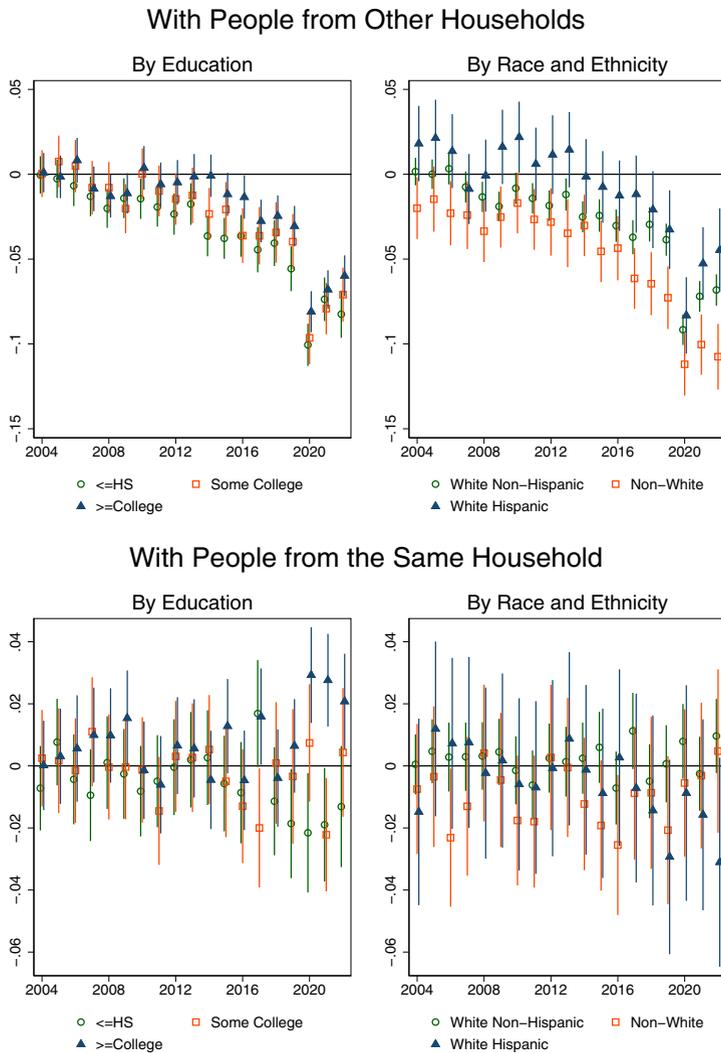 With People from Other Households
By Education
By Race and Ethnicity
.05
0
−.05
−.1
−.15
2004 2008 2012 2016 2020
<=HS
Some College
>=College
.05
0
−.05
−.1
−.15
2004 2008 2012 2016 2020
White Non−Hispanic
Non−White
White Hispanic
With People from the Same Household
By Education
By Race and Ethnicity
.04
.02
0
−.02
−.04
−.06
2004 2008 2012 2016 2020
<=HS
Some College
>=College
.04
.02
0
−.02
−.04
−.06
2004 2008 2012 2016 2020
White Non−Hispanic
Non−White
White Hispanic